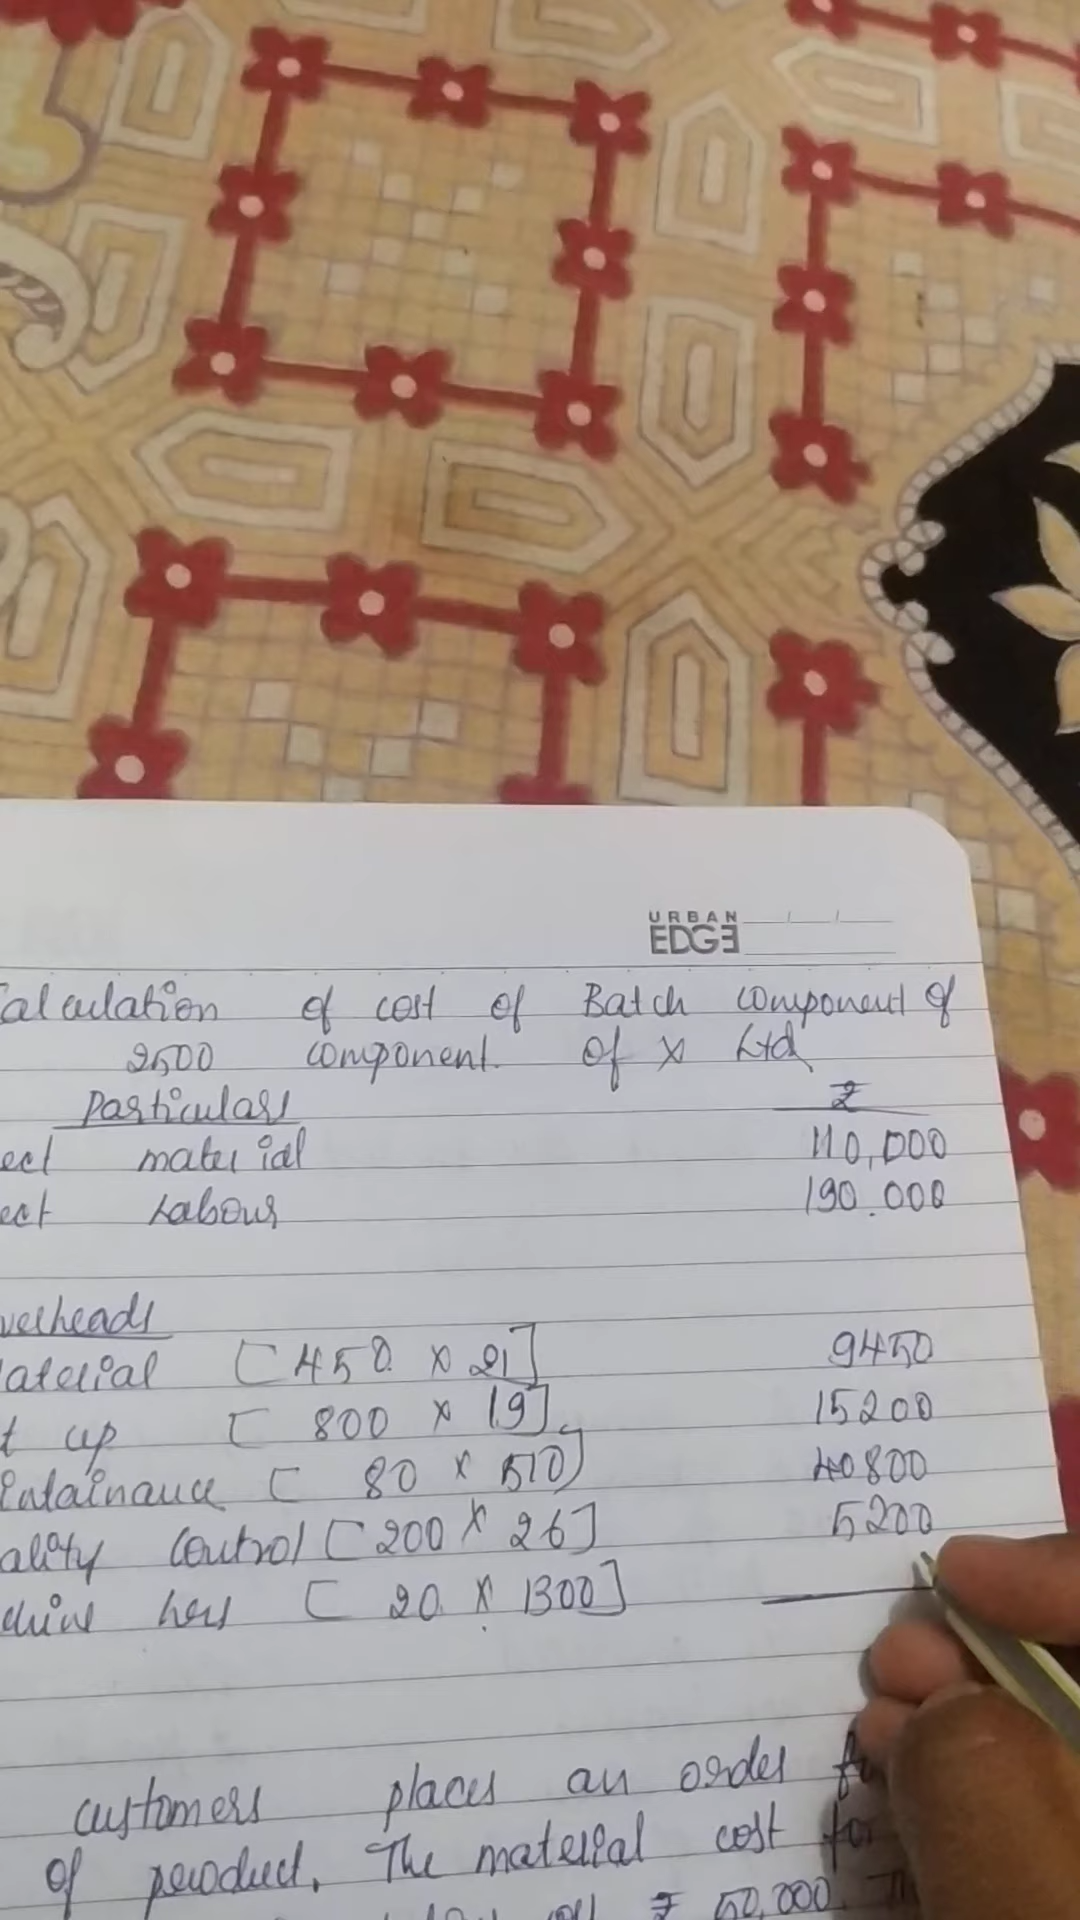 URBAN
EDGE
alculation of cost of Batch component of
2500 component of X Ltd
Particulars ₹
ect material 110,000
ect Labour 190.000
verheads
aterial [450 × 21] 9450
t up [ 800 × 19] 15200
intainance [ 80 × 510] 40800
ality control [200 × 26] 5200
chine hrs [ 20 × 1300]
customers places an order
of product. The material cost for
₹ 50,000.